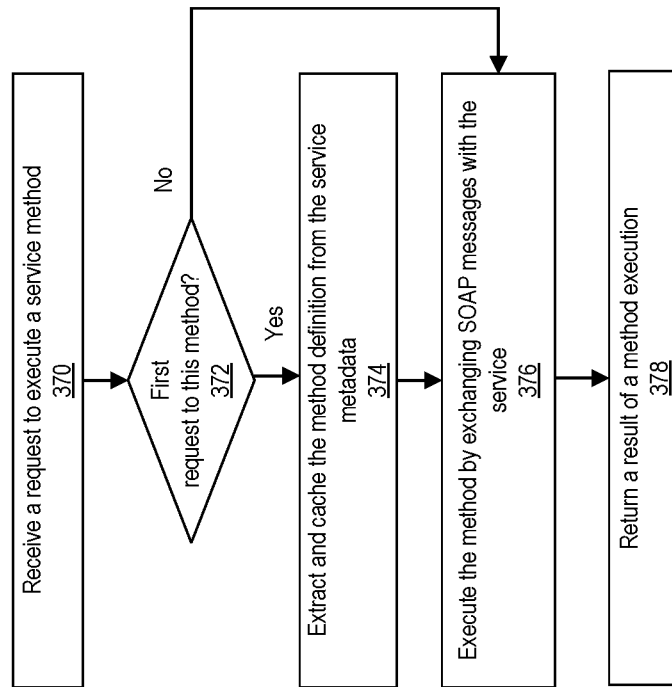 Receive a request to execute a service method
370
First
request to this method?
372
No
Yes
Extract and cache the method definition from the service
metadata
374
Execute the method by exchanging SOAP messages with the
service
376
Return a result of a method execution
378